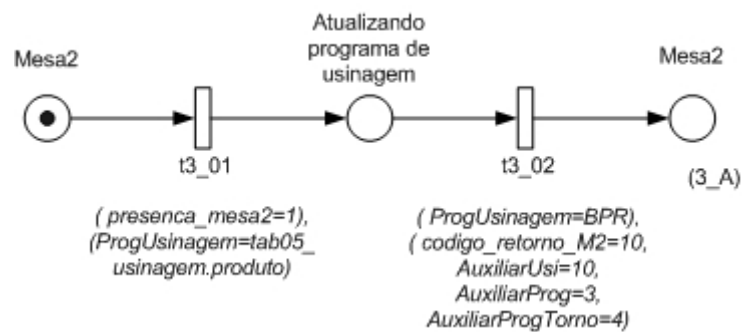 Mesa2
Atualizando
programa de
usinagem
Mesa2
t3_01
t3_02
(3_A)
( presenca_mesa2=1),
(ProgUsinagem=tab05_
usinagem.produto)
( ProgUsinagem=BPR),
( codigo_retorno_M2=10,
AuxiliarUsi=10,
AuxiliarProg=3,
AuxiliarProgTorno=4)